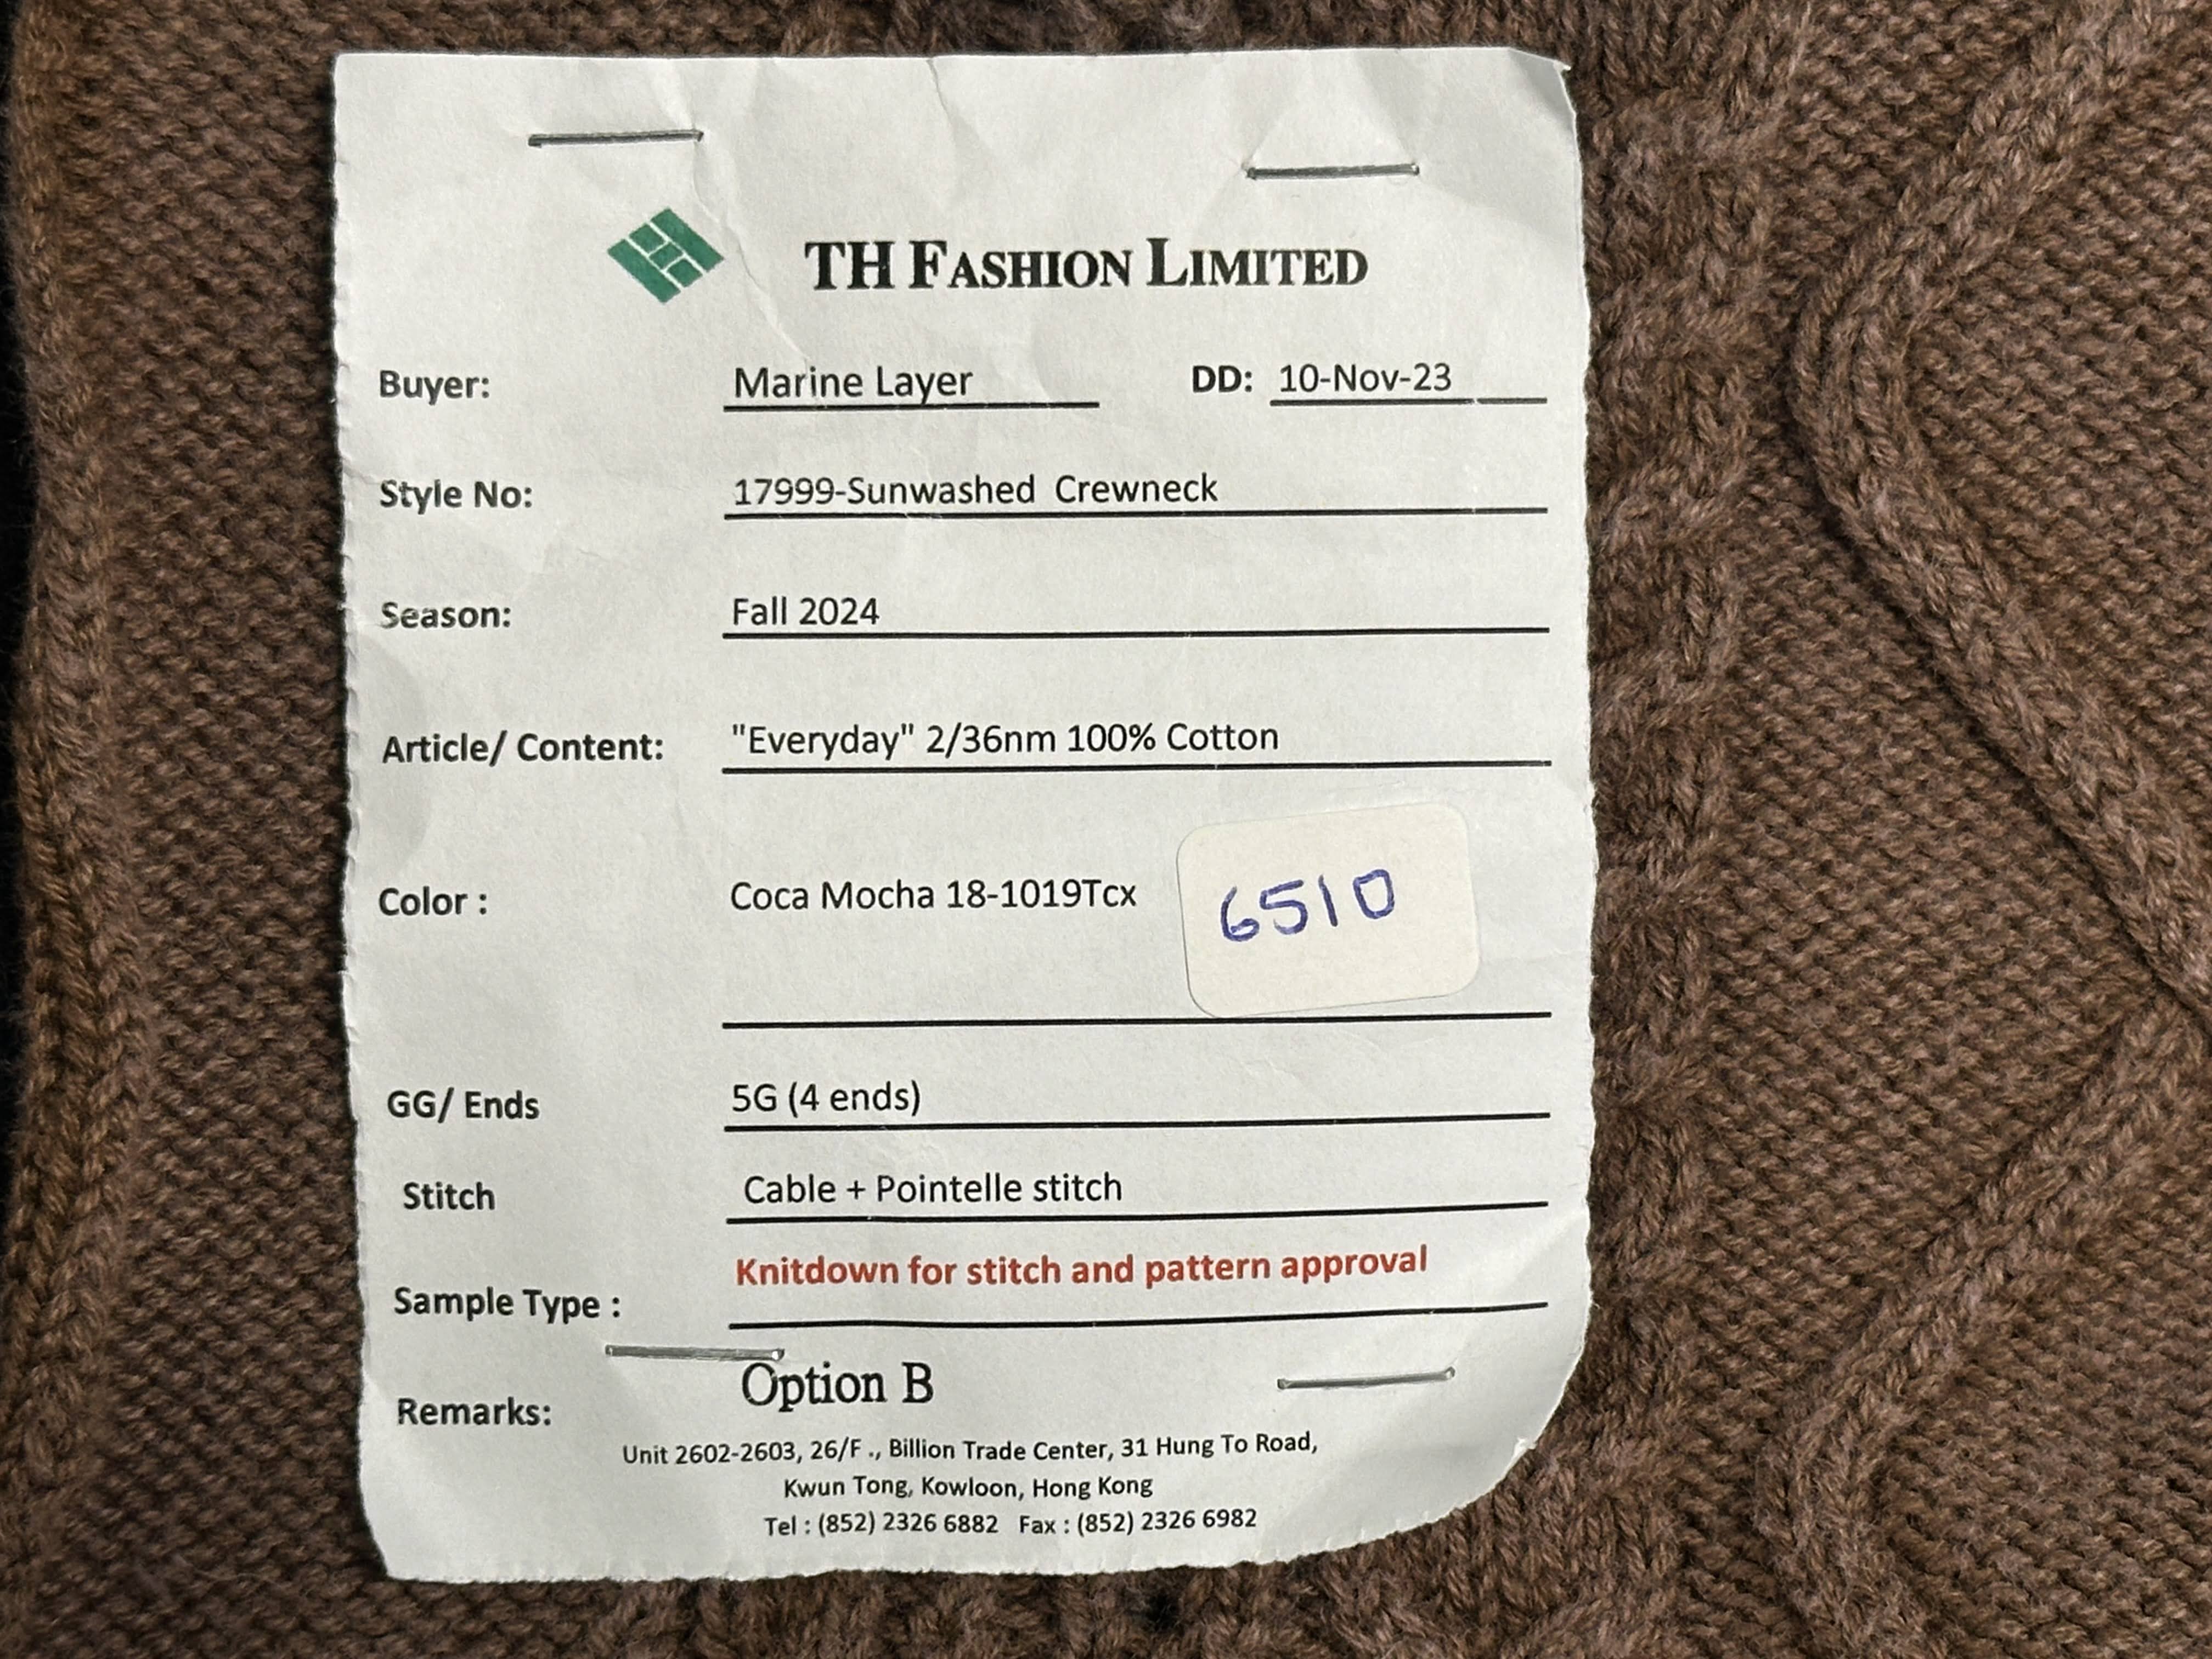 TH FASHION LIMITED
Buyer: Marine Layer DD: 10-Nov-23
Style No: 17999-Sunwashed Crewneck
Season: Fall 2024
Article/ Content: "Everyday" 2/36nm 100% Cotton
Color : Coca Mocha 18-1019Tcx 6510
GG/ Ends 5G (4 ends)
Stitch Cable + Pointelle stitch
Sample Type : Knitdown for stitch and pattern approval
Remarks: Option B
Unit 2602-2603, 26/F ., Billion Trade Center, 31 Hung To Road,
Kwun Tong, Kowloon, Hong Kong
Tel : (852) 2326 6882 Fax : (852) 2326 6982